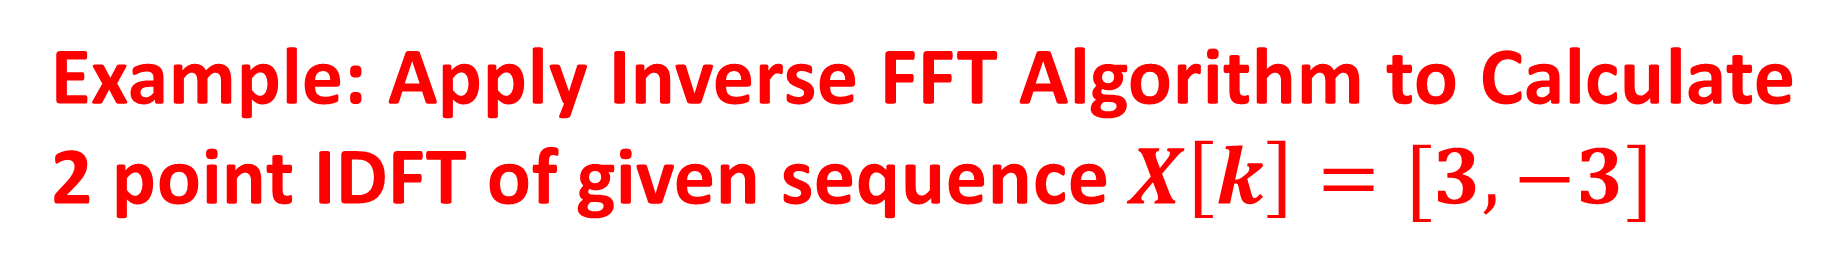 Example: Apply Inverse FFT Algorithm to Calculate
2 point IDFT of given sequence X[k] = [3, −3]